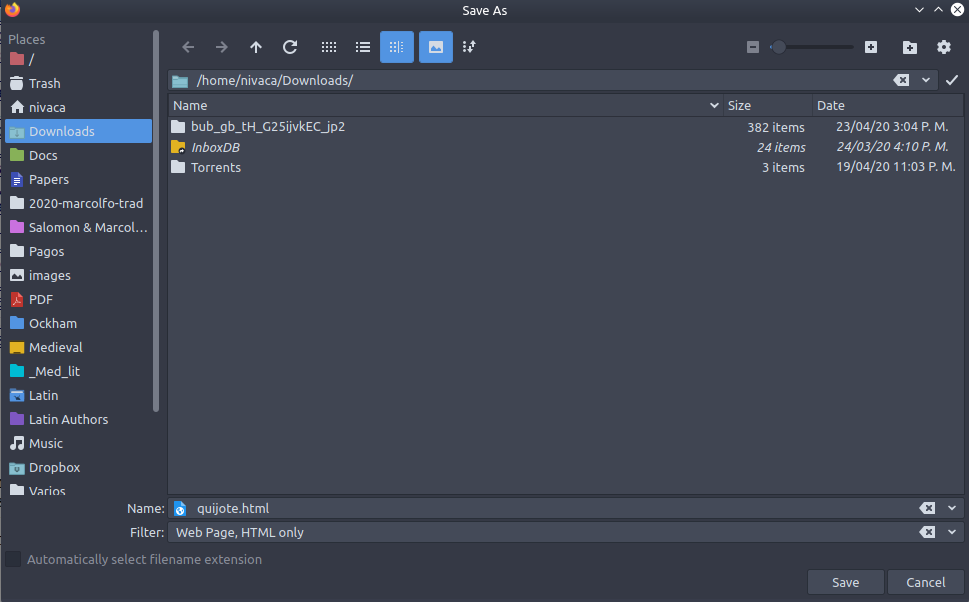 Save As
Places
/
Trash
nivaca
Downloads
Docs
Papers
2020-marcolfo-trad
Salomon & Marcol...
Pagos
images
PDF
Ockham
Medieval
_Med_lit
Latin
Latin Authors
Music
Dropbox
Varios
/home/nivaca/Downloads/
Name Size Date
bub_gb_tH_G25ijvkEC_jp2 382 items 23/04/20 3:04 P. M.
InboxDB 24 items 24/03/20 4:10 P. M.
Torrents 3 items 19/04/20 11:03 P. M.
Name: quijote.html
Filter: Web Page, HTML only
Automatically select filename extension
Save Cancel